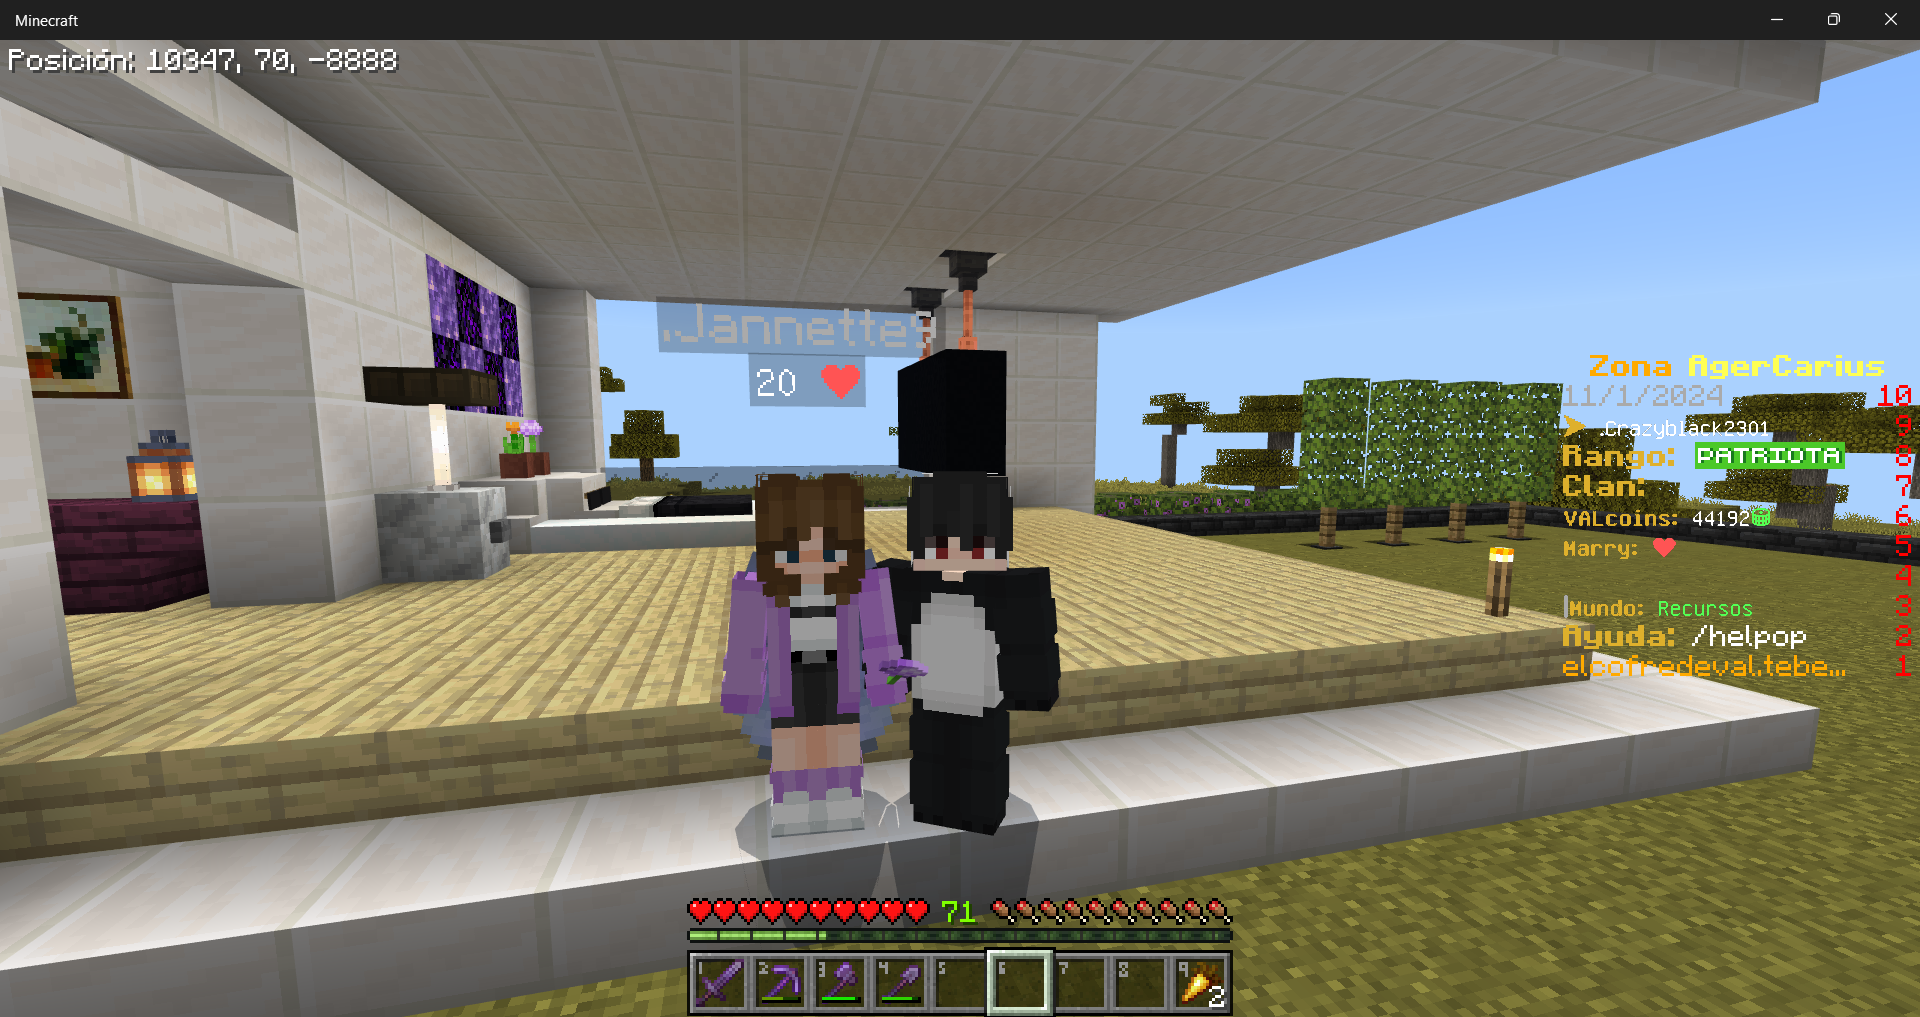 Minecraft
Posición: 10347, 70, -8888
.Jannette9
20 ❤
Zona AgerCarius
11/1/2024 10
➤ .Crazyblack2301 9
Rango: PATRIOTA 8
Clan: 7
VALcoins: 44192 6
Marry: ❤ 5
4
Mundo: Recursos 3
Ayuda: /helpop 2
elcofredeval.tebe... 1
71
1 2 3 4 5 6 7 8 9
2